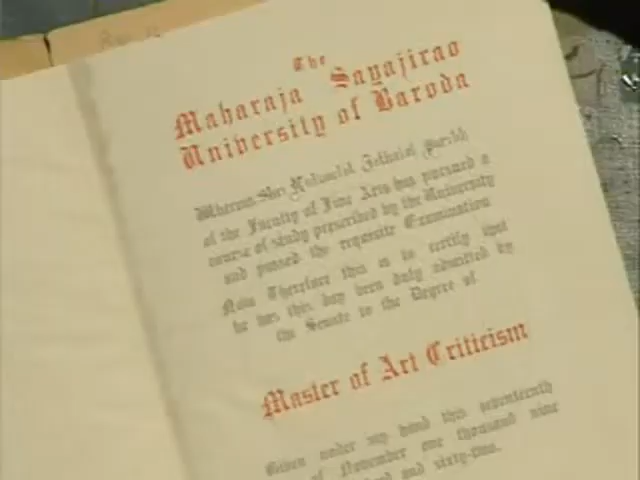 The
Maharaja Sayajirao
University of Baroda
Whereas Shri
of the Faculty of Fine Arts has pursued a
course of study prescribed by the University
and passed the requisite Examination
Now Therefore this is to certify that
he has this day been duly admitted by
the Senate to the Degree of
Master of Art Criticism
Given under my hand this seventeenth
of November one thousand nine
and sixty-two.